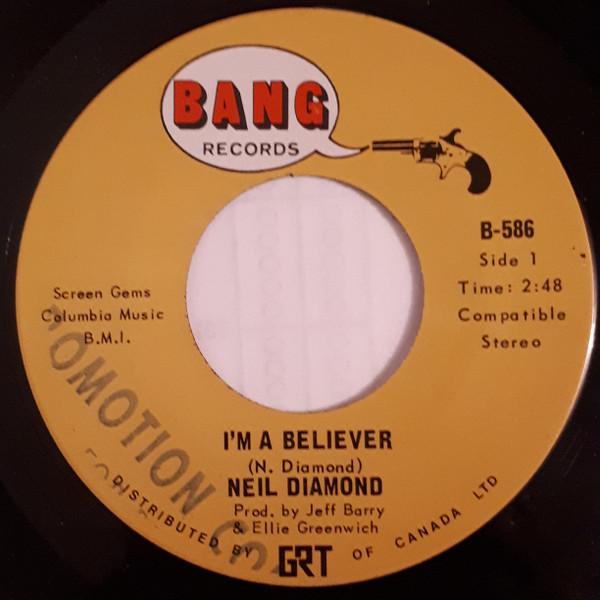 BANG
RECORDS
B-586
Side 1
Time: 2:48
Compatible
Stereo
Screen Gems
Columbia Music
B.M.I.
I'M A BELIEVER
(N. Diamond)
NEIL DIAMOND
Prod. by Jeff Barry
& Ellie Greenwich
DISTRIBUTED BY GRT OF CANADA LTD